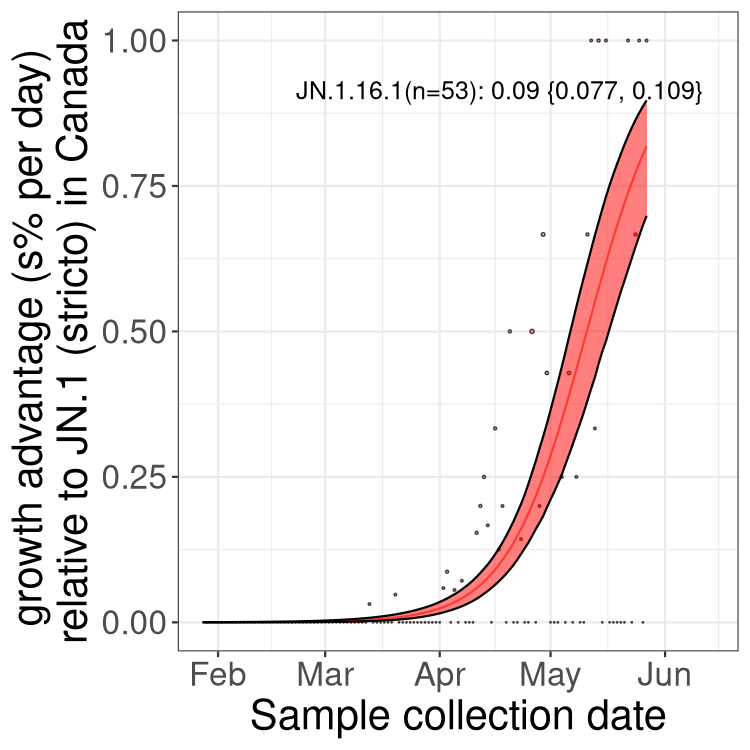 growth advantage (s% per day)
relative to JN.1 (stricto) in Canada
1.00
0.75
0.50
0.25
0.00
JN.1.16.1(n=53): 0.09 {0.077, 0.109}
Feb Mar Apr May Jun
Sample collection date